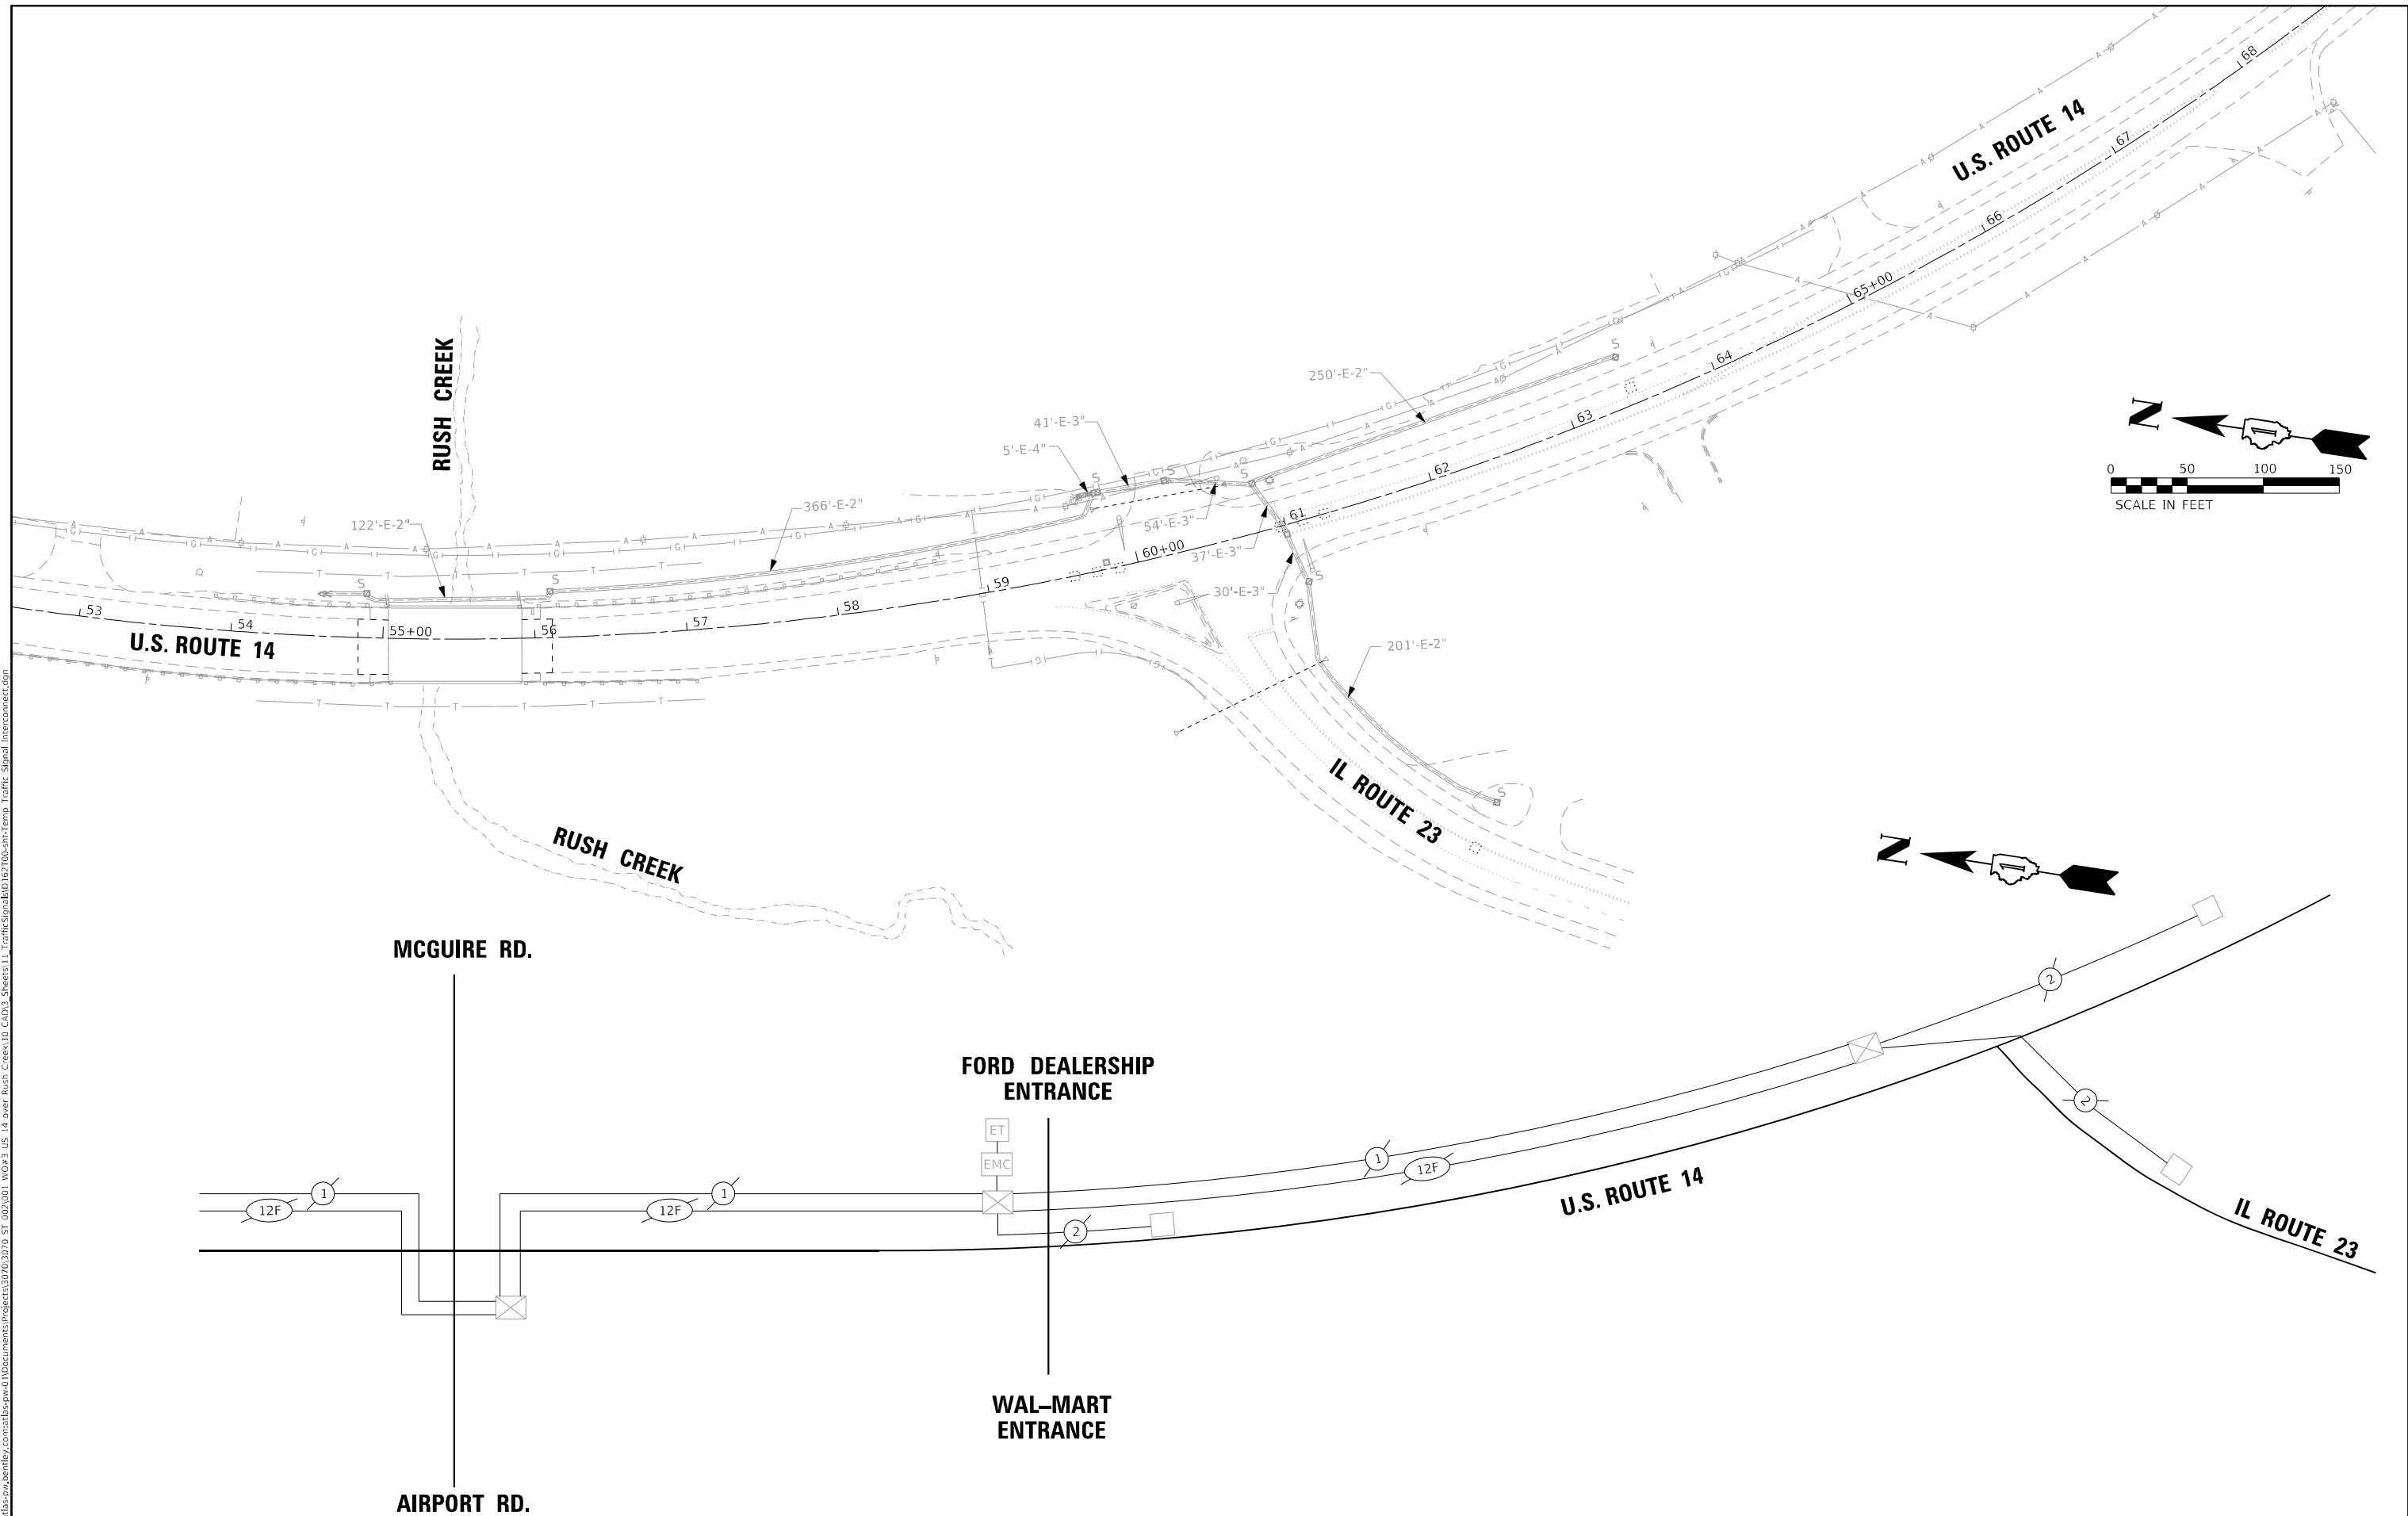 68
U.S. ROUTE 14
67
66
65+00
64
63
62
61
60+00
59
58
57
56
55+00
54
53
RUSH CREEK
250'-E-2"
41'-E-3"
5'-E-4"
366'-E-2"
122'-E-2"
54'-E-3"
37'-E-3"
30'-E-3"
201'-E-2"
S
S
S
S
S
S
S
U.S. ROUTE 14
N
1
0 50 100 150
SCALE IN FEET
IL ROUTE 23
RUSH CREEK
N
1
MCGUIRE RD.
FORD DEALERSHIP
ENTRANCE
ET
EMC
1
12F
1
12F
2
1
12F
2
2
U.S. ROUTE 14
IL ROUTE 23
WAL-MART
ENTRANCE
AIRPORT RD.